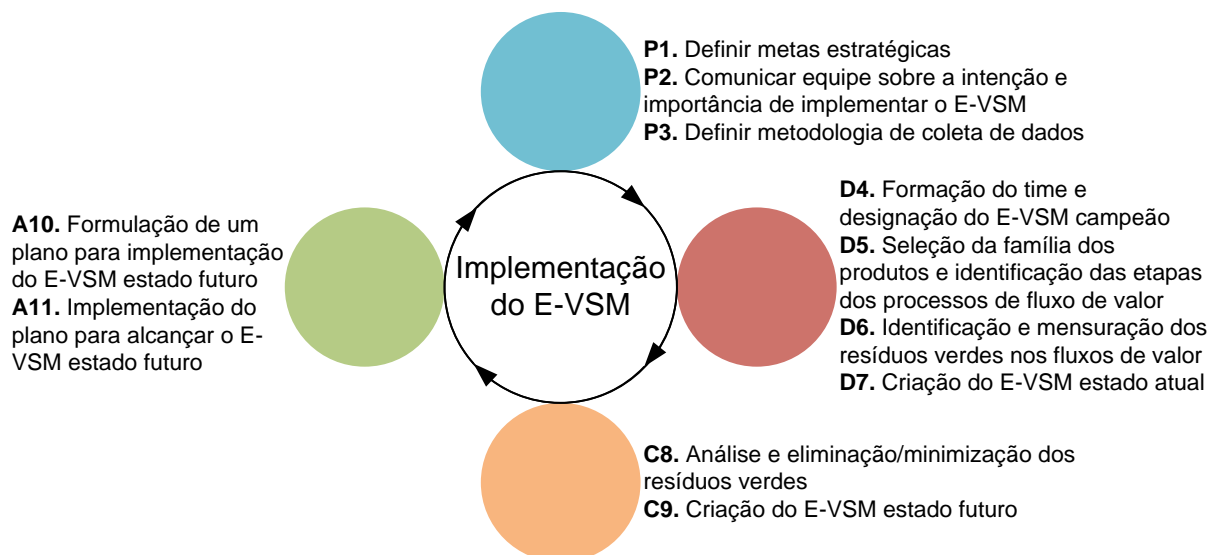 P1. Definir metas estratégicas
P2. Comunicar equipe sobre a intenção e
importância de implementar o E-VSM
P3. Definir metodologia de coleta de dados
D4. Formação do time e
designação do E-VSM campeão
D5. Seleção da família dos
produtos e identificação das etapas
dos processos de fluxo de valor
D6. Identificação e mensuração dos
resíduos verdes nos fluxos de valor
D7. Criação do E-VSM estado atual
C8. Análise e eliminação/minimização dos
resíduos verdes
C9. Criação do E-VSM estado futuro
A10. Formulação de um
plano para implementação
do E-VSM estado futuro
A11. Implementação do
plano para alcançar o E-
VSM estado futuro
Implementação
do E-VSM